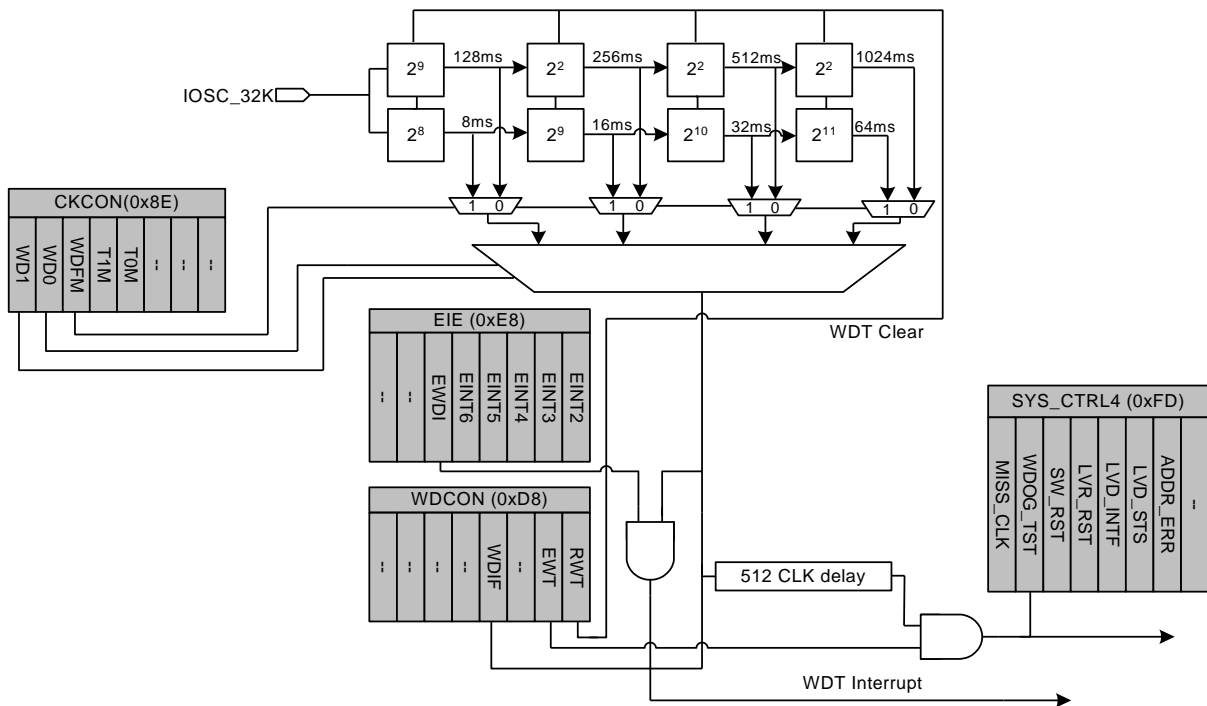 128ms 256ms 512ms 1024ms
2⁹ 2² 2² 2²
IOSC_32K
8ms 16ms 32ms 64ms
2⁸ 2⁹ 2¹⁰ 2¹¹
1 0 1 0 1 0 1 0
CKCON(0x8E)
WD1 WD0 WDFM T1M T0M -- -- --
WDT Clear
EIE (0xE8)
-- -- EWDI EINT6 EINT5 EINT4 EINT3 EINT2
SYS_CTRL4 (0xFD)
MISS_CLK WDOG_TST SW_RST LVR_RST LVD_INTF LVD_STS ADDR_ERR --
WDCON (0xD8)
-- -- -- -- WDIF -- EWT RWT
512 CLK delay
WDT Interrupt